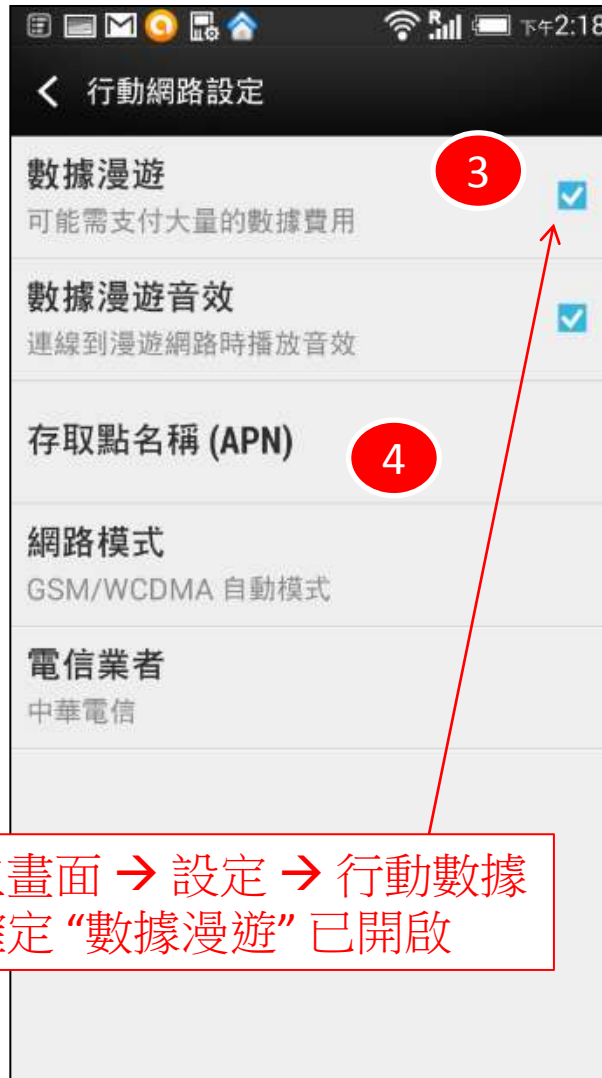 R
下午2:18
行動網路設定
數據漫遊
3
可能需支付大量的數據費用
數據漫遊音效
連線到漫遊網路時播放音效
存取點名稱 (APN)
4
網路模式
GSM/WCDMA 自動模式
電信業者
中華電信
畫面 → 設定 → 行動數據
定 “數據漫遊” 已開啟